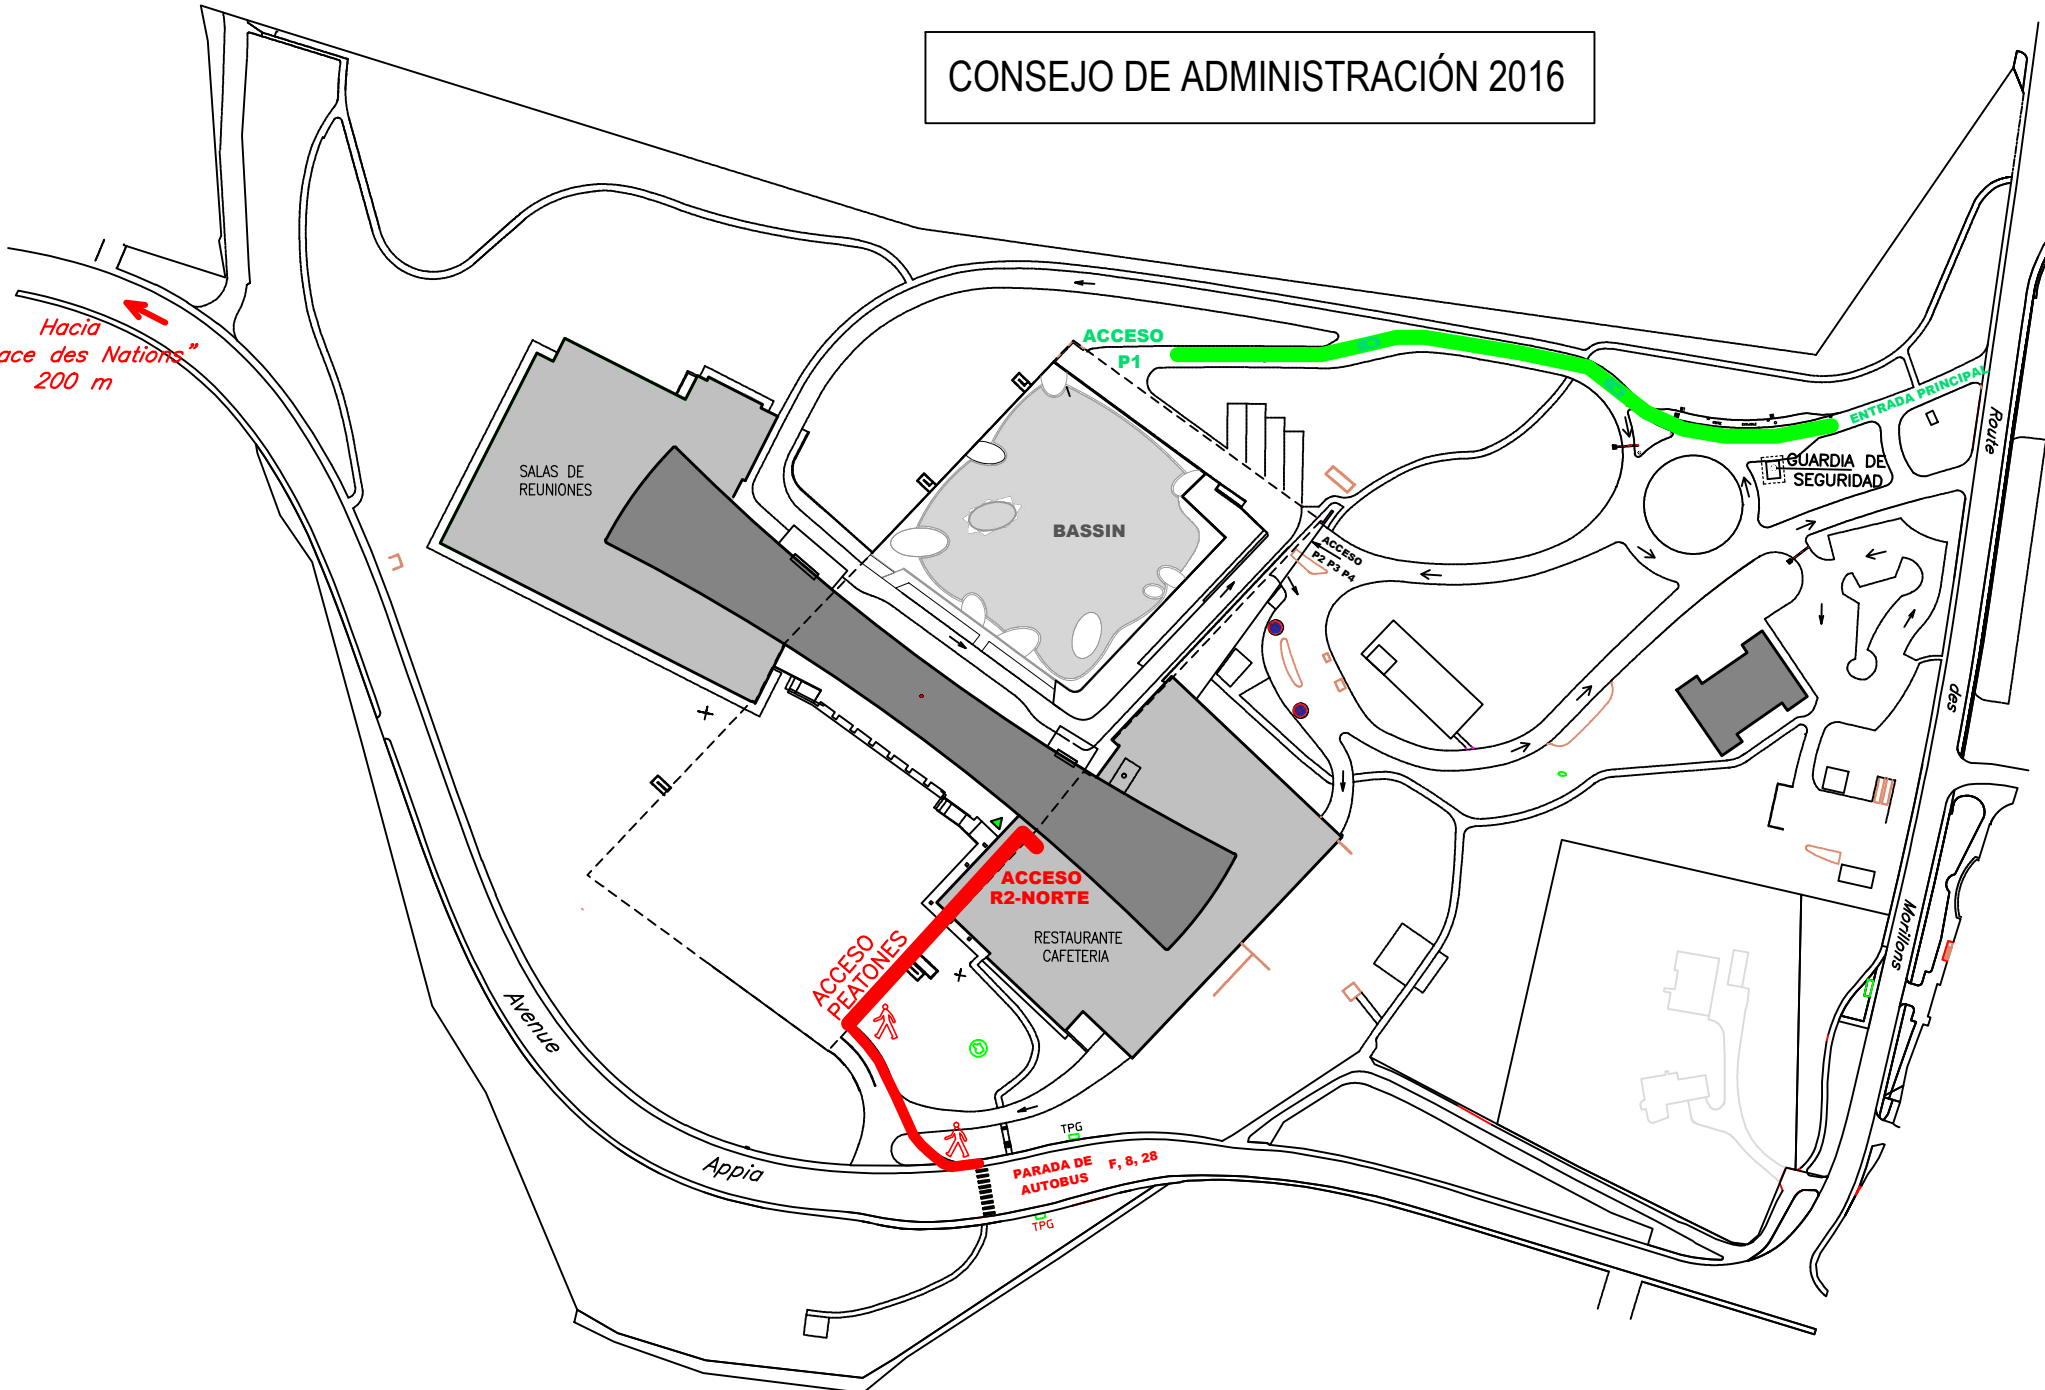 CONSEJO DE ADMINISTRACIÓN 2016
Hacia
ace des Nations"
200 m
ACCESO
P1
ENTRADA PRINCIPAL
Route
GUARDIA DE
SEGURIDAD
SALAS DE
REUNIONES
BASSIN
ACCESO
P2 P3 P4
des
ACCESO
R2-NORTE
RESTAURANTE
CAFETERIA
ACCESO
PEATONES
Morillons
Avenue
Appia
TPG
PARADA DE
AUTOBUS
F, 8, 28
TPG